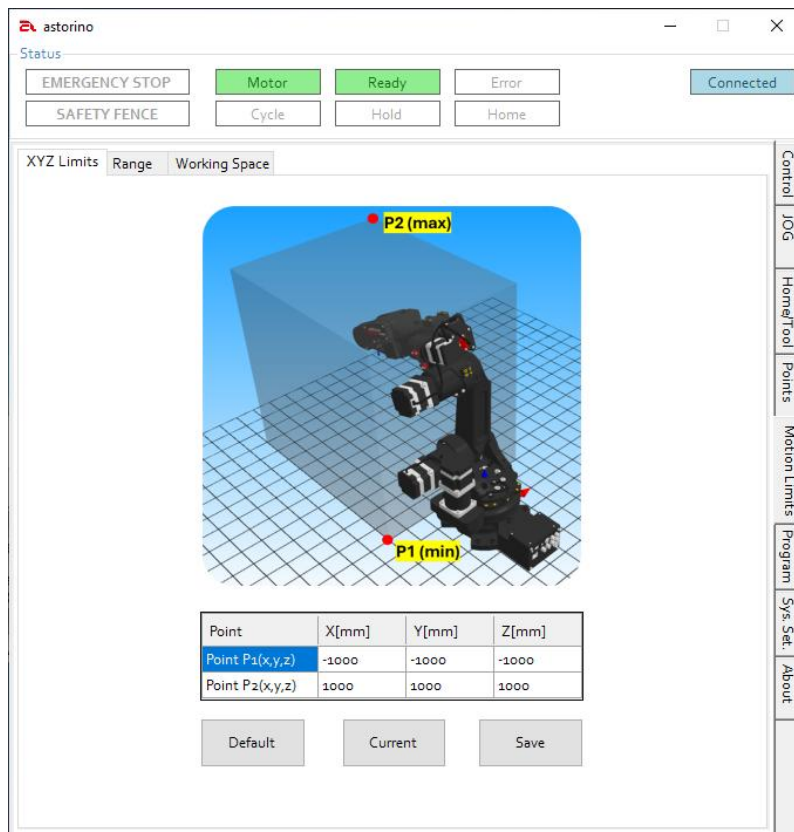 astorino
Status
EMERGENCY STOP Motor Ready Error Connected
SAFETY FENCE Cycle Hold Home
XYZ Limits Range Working Space
P2 (max)
P1 (min)
Point X[mm] Y[mm] Z[mm]
Point P1(x,y,z) -1000 -1000 -1000
Point P2(x,y,z) 1000 1000 1000
Default Current Save
Control
JOG
Home/Tool
Points
Motion Limits
Program
Sys. Set.
About